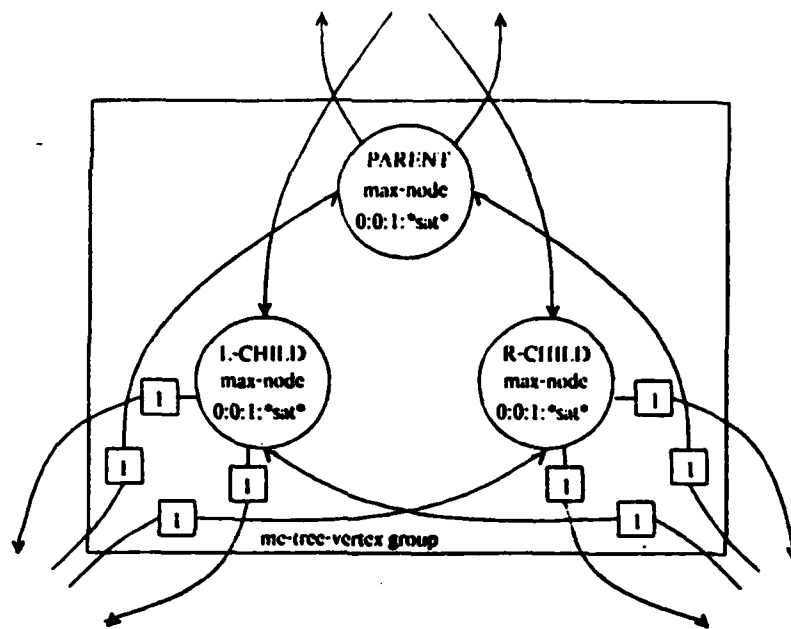 PARENT
max-node
0:0:1:*sat*
L-CHILD
max-node
0:0:1:*sat*
R-CHILD
max-node
0:0:1:*sat*
1
1
1
1
1
1
1
1
me-tree-vertex group